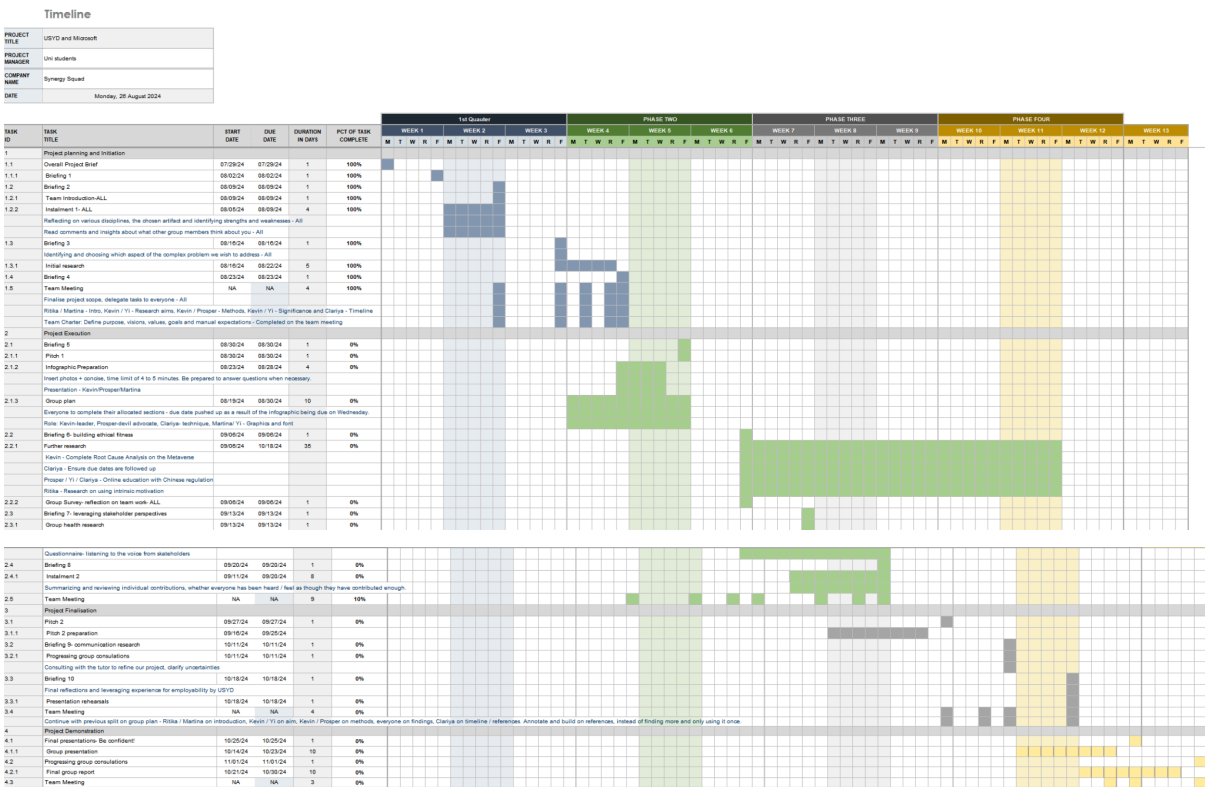 Timeline
PROJECT TITLE USYD and Microsoft
PROJECT MANAGER Uni students
COMPANY NAME Synergy Squad
DATE Monday, 26 August 2024
1st Quauter PHASE TWO PHASE THREE PHASE FOUR
TASK ID TASK TITLE START DATE DUE DATE DURATION IN DAYS PCT OF TASK COMPLETE WEEK 1 WEEK 2 WEEK 3 WEEK 4 WEEK 5 WEEK 6 WEEK 7 WEEK 8 WEEK 9 WEEK 10 WEEK 11 WEEK 12 WEEK 13
M T W R F M T W R F M T W R F M T W R F M T W R F M T W R F M T W R F M T W R F M T W R F M T W R F M T W R F M T W R F M T W R F
1 Project planning and Initiation
1.1 Overall Project Brief 07/29/24 07/29/24 1 100%
1.1.1 Briefing 1 08/02/24 08/02/24 1 100%
1.2 Briefing 2 08/09/24 08/09/24 1 100%
1.2.1 Team Introduction-ALL 08/09/24 08/09/24 1 100%
1.2.2 Instalment 1- ALL 08/05/24 08/09/24 4 100%
Reflecting on various disciplines, the chosen artifact and identifying strengths and weaknesses - All
Read comments and insights about what other group members think about you - All
1.3 Briefing 3 08/16/24 08/16/24 1 100%
Identifying and choosing which aspect of the complex problem we wish to address - All
1.3.1 Initial research 08/16/24 08/22/24 5 100%
1.4 Briefing 4 08/23/24 08/23/24 1 100%
1.5 Team Meeting NA NA 4 100%
Finalise project scope, delegate tasks to everyone - All
Ritika / Martina - Intro, Kevin / Yi - Research aims, Kevin / Prosper - Methods, Kevin / Yi - Significance and Clariya - Timeline
Team Charter: Define purpose, visions, values, goals and manual expectations - Completed on the team meeting
2 Project Execution
2.1 Briefing 5 08/30/24 08/30/24 1 0%
2.1.1 Pitch 1 08/30/24 08/30/24 1 0%
2.1.2 Infographic Preparation 08/23/24 08/28/24 4 0%
Insert photos + concise, time limit of 4 to 5 minutes. Be prepared to answer questions when necessary.
Presentation - Kevin/Prosper/Martina
2.1.3 Group plan 08/19/24 08/30/24 10 0%
Everyone to complete their allocated sections - due date pushed up as a result of the infographic being due on Wednesday.
Role: Kevin-leader, Prosper-devil advocate, Clariya- technique, Martina/ Yi - Graphics and font
2.2 Briefing 6- building ethical fitness 09/06/24 09/06/24 1 0%
2.2.1 Further research 09/06/24 10/18/24 35 0%
Kevin - Complete Root Cause Analysis on the Metaverse
Clariya - Ensure due dates are followed up
Prosper / Yi / Clariya - Online education with Chinese regulation
Ritika - Research on using intrinsic motivation
2.2.2 Group Survey- reflection on team work- ALL 09/06/24 09/06/24 1 0%
2.3 Briefing 7- leveraging stakeholder perspectives 09/13/24 09/13/24 1 0%
2.3.1 Group health research 09/13/24 09/13/24 1 0%
Questionnaire- listening to the voice from stakeholders
2.4 Briefing 8 09/20/24 09/20/24 1 0%
2.4.1 Instalment 2 09/11/24 09/20/24 8 0%
Summarizing and reviewing individual contributions, whether everyone has been heard / feel as though they have contributed enough.
2.5 Team Meeting NA NA 9 10%
3 Project Finalisation
3.1 Pitch 2 09/27/24 09/27/24 1 0%
3.1.1 Pitch 2 preparation 09/16/24 09/25/24
3.2 Briefing 9- communication research 10/11/24 10/11/24 1 0%
3.2.1 Progressing group consulations 10/11/24 10/11/24 1 0%
Consulting with the tutor to refine our project, clarify uncertainties
3.3 Briefing 10 10/18/24 10/18/24 1 0%
Final reflections and leveraging experience for employability by USYD
3.3.1 Presentation rehearsals 10/18/24 10/18/24 1 0%
3.4 Team Meeting NA NA 4 0%
Continue with previous split on group plan - Ritika / Martina on introduction, Kevin / Yi on aim, Kevin / Prosper on methods, everyone on findings, Clariya on timeline / references. Annotate and build on references, instead of finding more and only using it once.
4 Project Demonstration
4.1 Final presentations- Be confident! 10/25/24 10/25/24 1 0%
4.1.1 Group presentation 10/14/24 10/23/24 10 0%
4.2 Progressing group consulations 11/01/24 11/01/24 1 0%
4.2.1 Final group report 10/21/24 10/30/24 10 0%
4.3 Team Meeting NA NA 3 0%